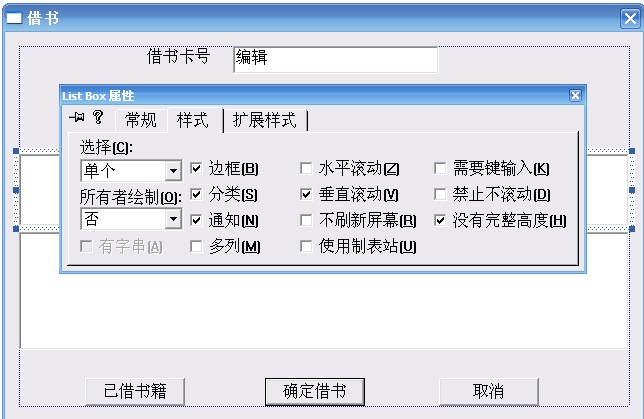 借书
借书卡号 编辑
List Box 属性
? 常规 样式 扩展样式
选择(C):
单个 边框(B) 水平滚动(Z) 需要键输入(K)
所有者绘制(O): 分类(S) 垂直滚动(V) 禁止不滚动(D)
否 通知(N) 不刷新屏幕(R) 没有完整高度(H)
有字串(A) 多列(M) 使用制表站(U)
已借书籍 确定借书 取消